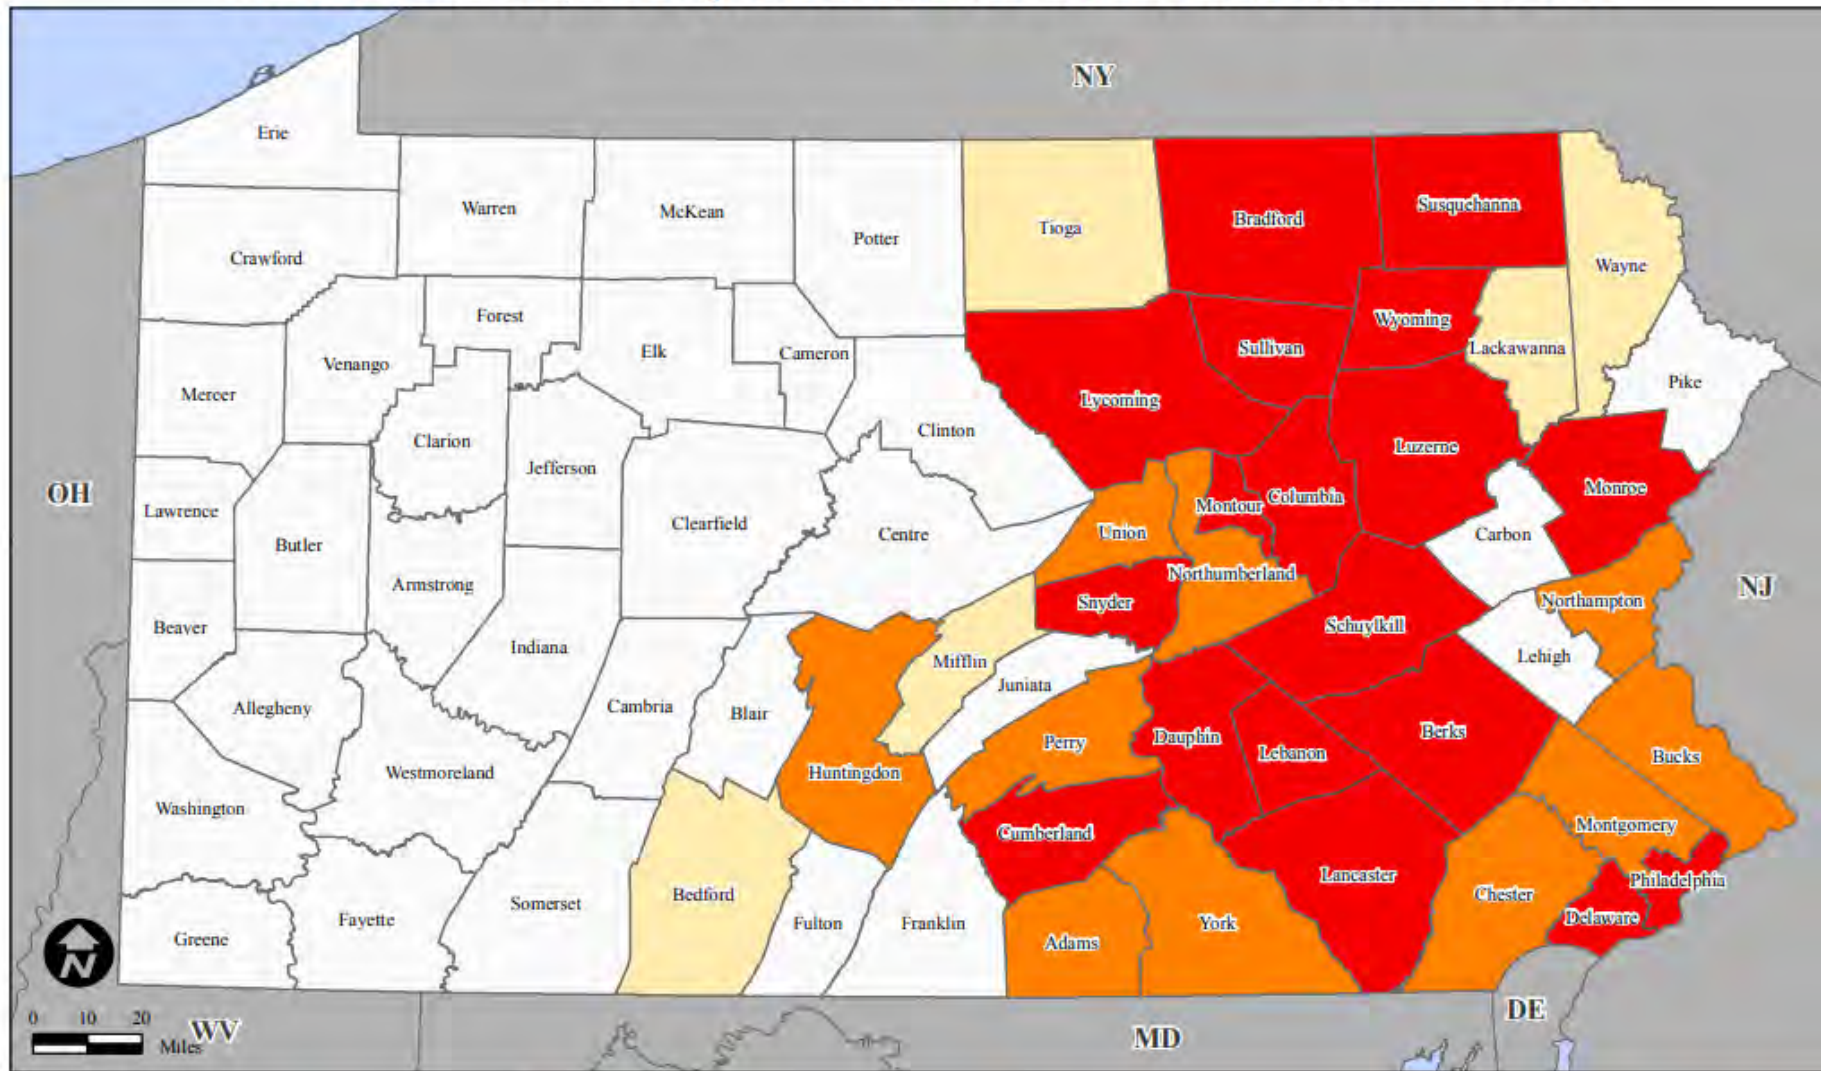 NY
Erie
Warren
McKean
Potter
Tioga
Bradford
Susquehanna
Wayne
Crawford
Forest
Elk
Cameron
Sullivan
Wyoming
Lackawanna
Pike
Venango
Mercer
Lycoming
Clinton
Clarion
Jefferson
Luzerne
OH
Lawrence
Butler
Clearfield
Centre
Union
Montour
Columbia
Monroe
Carbon
Armstrong
Northumberland
NJ
Beaver
Snyder
Northampton
Indiana
Schuylkill
Mifflin
Juniata
Lehigh
Allegheny
Cambria
Blair
Perry
Dauphin
Lebanon
Berks
Bucks
Westmoreland
Huntingdon
Washington
Cumberland
Montgomery
Lancaster
Philadelphia
Bedford
Somerset
Chester
Delaware
Greene
Fayette
Fulton
Franklin
Adams
York
N
0 10 20
Miles
WV
MD
DE